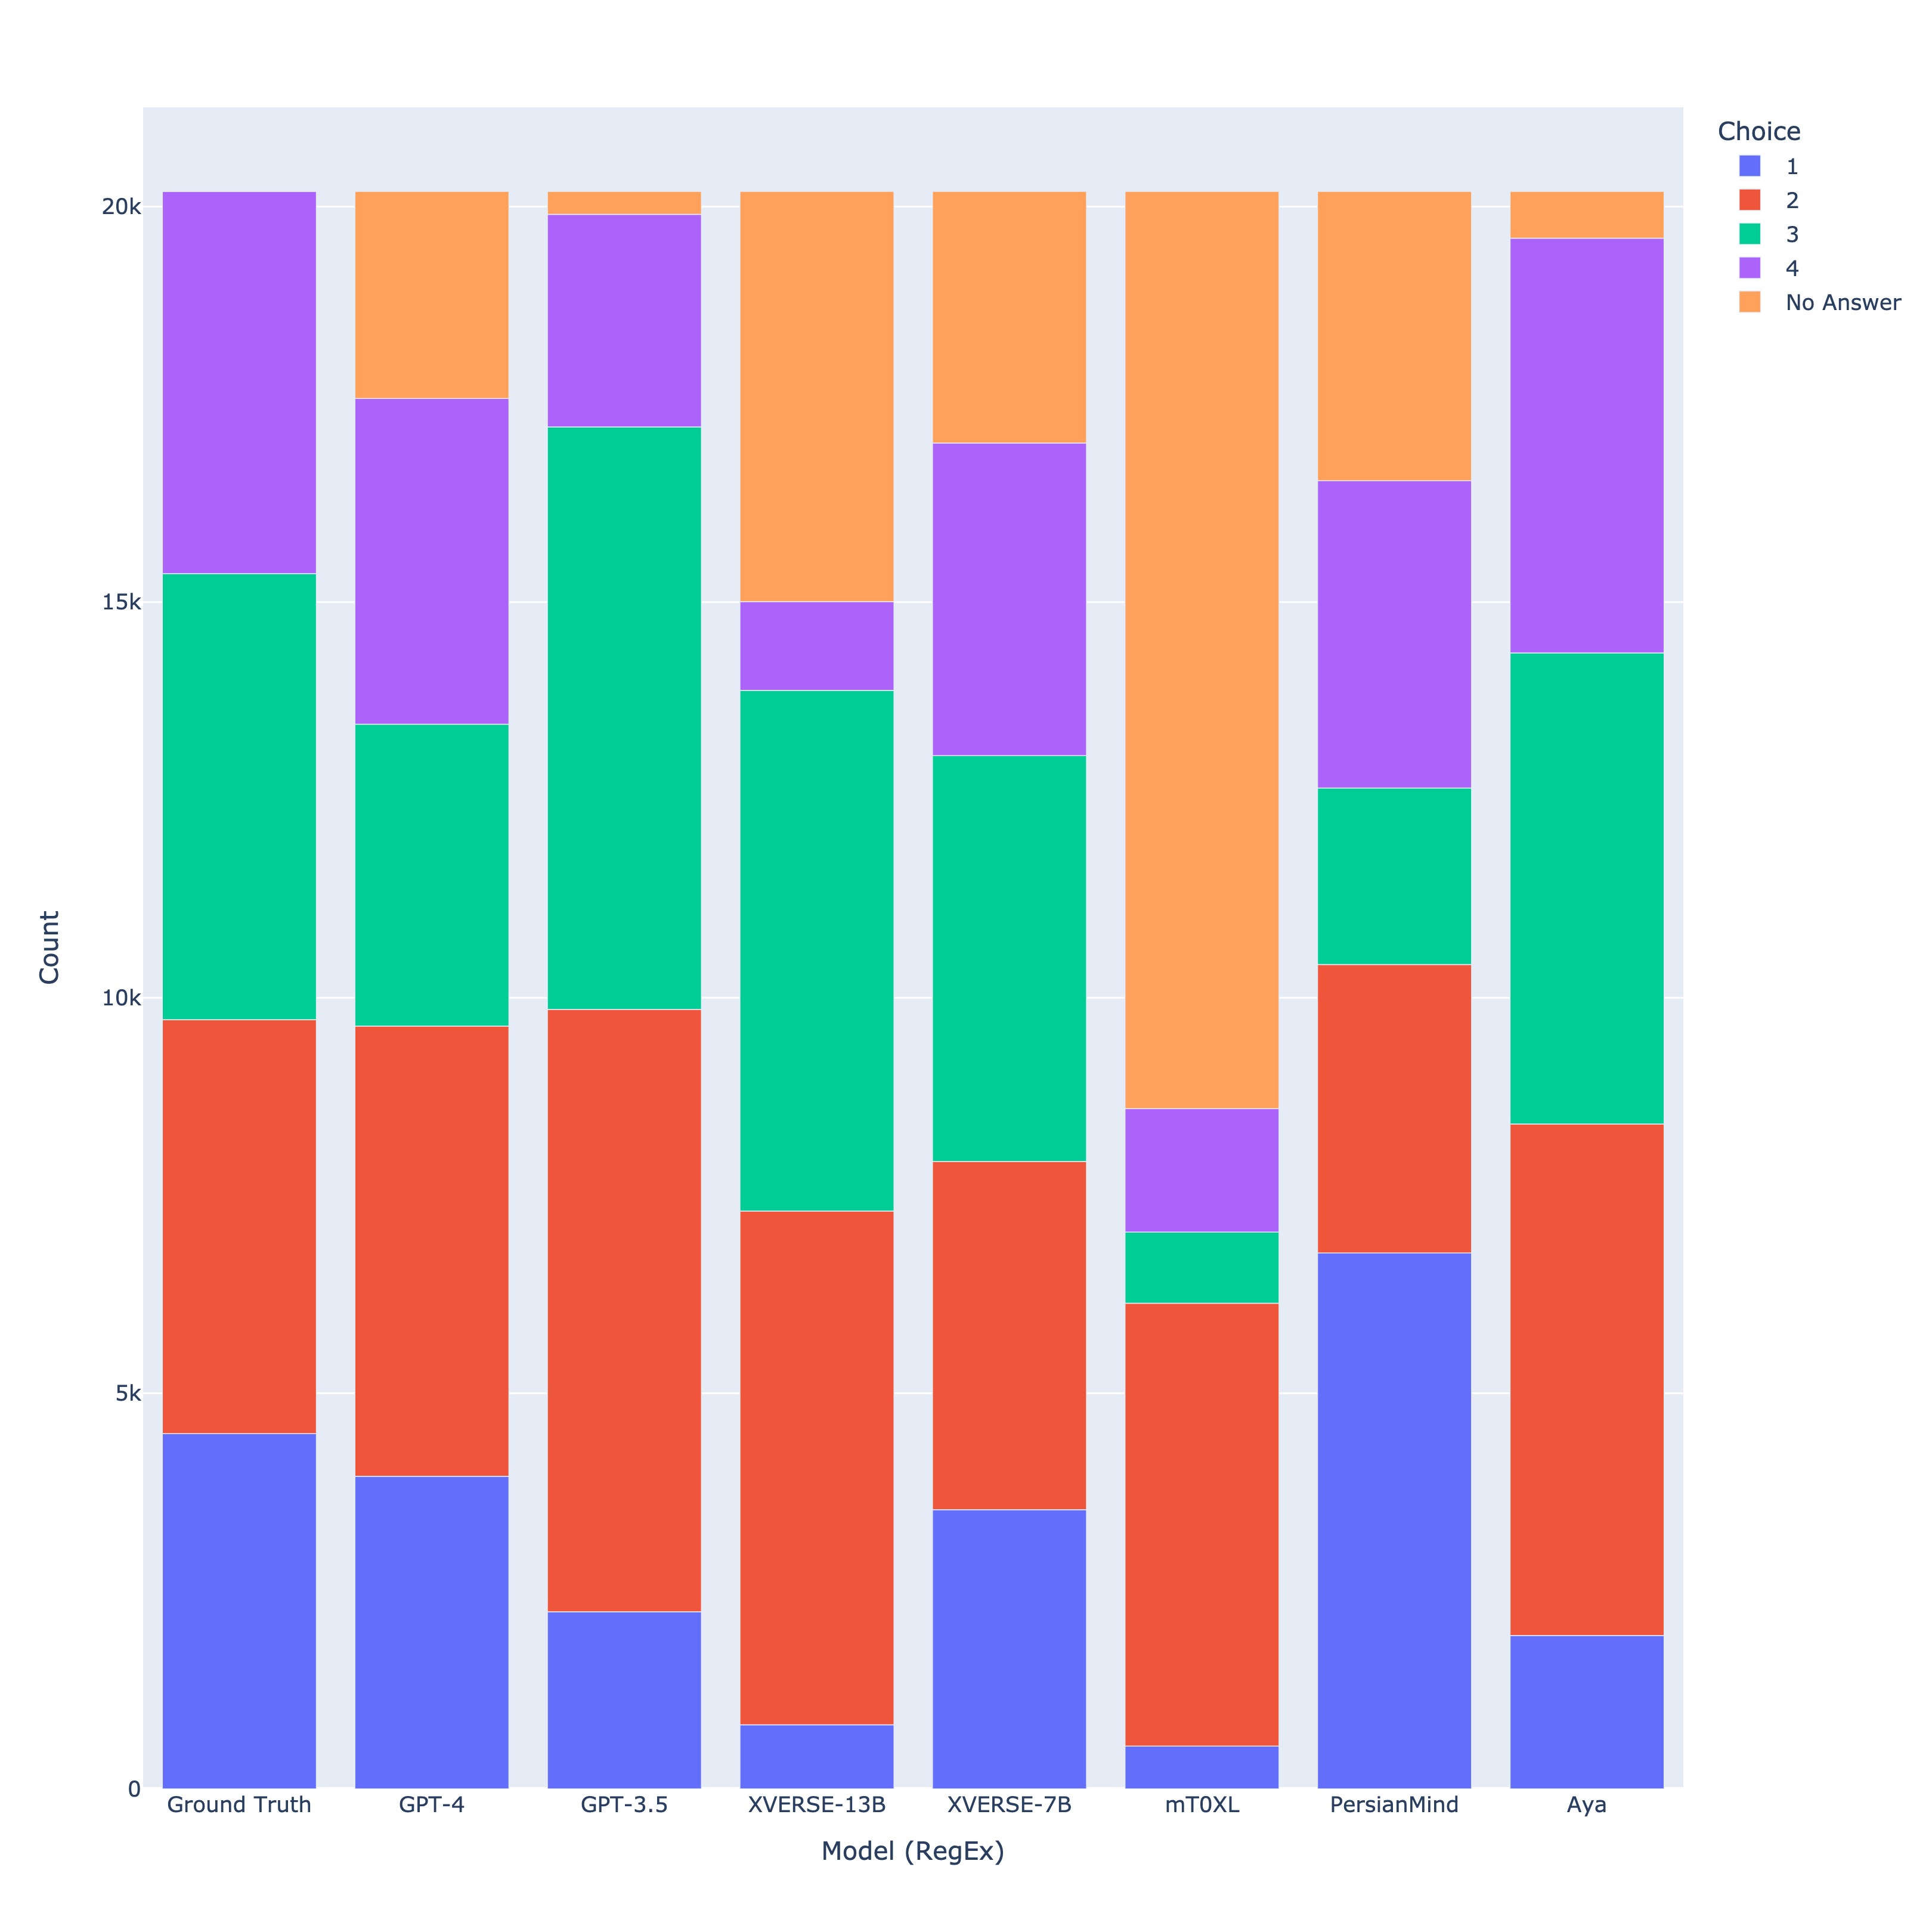 Choice
1
2
3
4
No Answer
20k
15k
10k
5k
0
Count
Ground Truth
GPT-4
GPT-3.5
XVERSE-13B
XVERSE-7B
mT0XL
PersianMind
Aya
Model (RegEx)